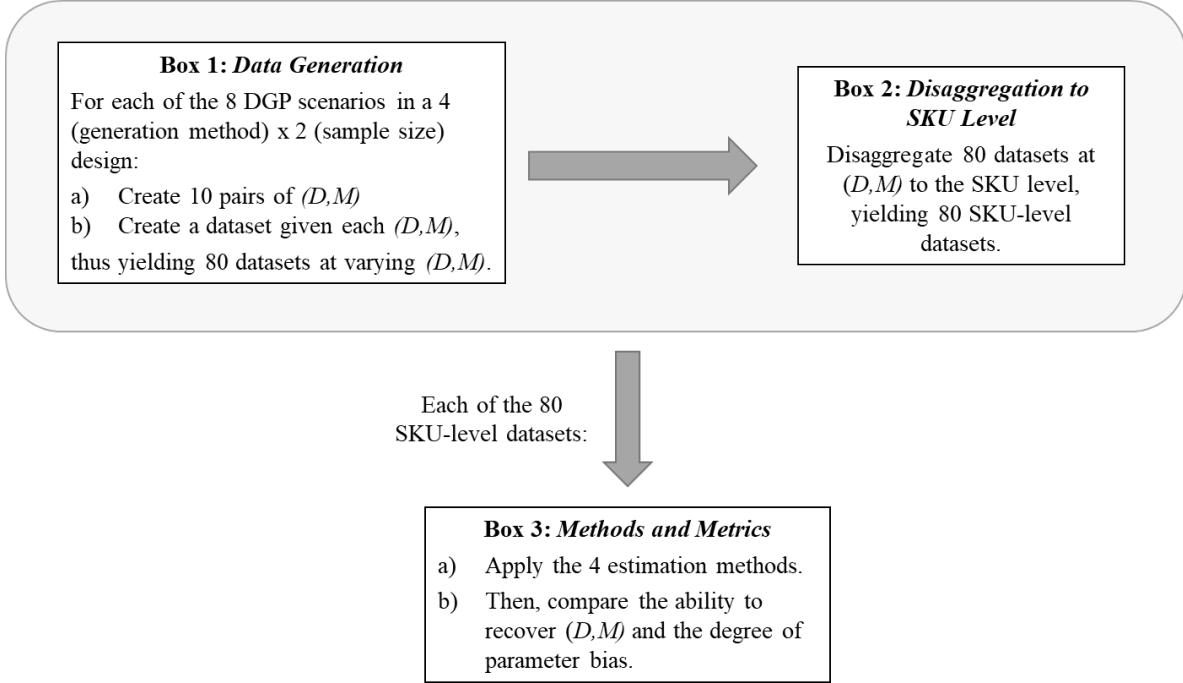 Box 1: Data Generation
For each of the 8 DGP scenarios in a 4
(generation method) x 2 (sample size)
design:
a) Create 10 pairs of (D,M)
b) Create a dataset given each (D,M),
thus yielding 80 datasets at varying (D,M).
Box 2: Disaggregation to
SKU Level
Disaggregate 80 datasets at
(D,M) to the SKU level,
yielding 80 SKU-level
datasets.
Each of the 80
SKU-level datasets:
Box 3: Methods and Metrics
a) Apply the 4 estimation methods.
b) Then, compare the ability to
recover (D,M) and the degree of
parameter bias.